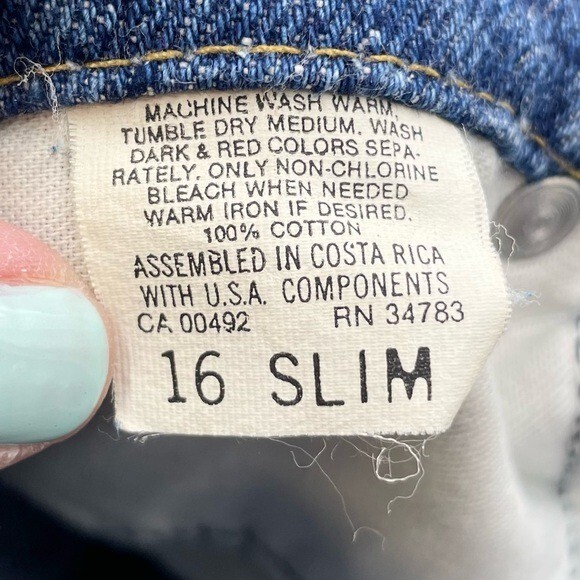 MACHINE WASH WARM,
TUMBLE DRY MEDIUM. WASH
DARK & RED COLORS SEPA-
RATELY. ONLY NON-CHLORINE
BLEACH WHEN NEEDED
WARM IRON IF DESIRED.
100% COTTON
ASSEMBLED IN COSTA RICA
WITH U.S.A. COMPONENTS
CA 00492 RN 34783
16 SLIM